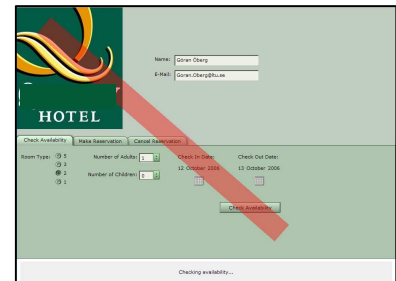 Name: Göran Öberg
E-Mail: Goran.Oberg@ltu.se
HOTEL
Check Availability Make Reservation Cancel Reservation
Room Type: 5 Number of Adults: 1 Check In Date: Check Out Date:
3
12 October 2006 13 October 2006
2 Number of Children: 0
1
Check Availability
Checking availability...